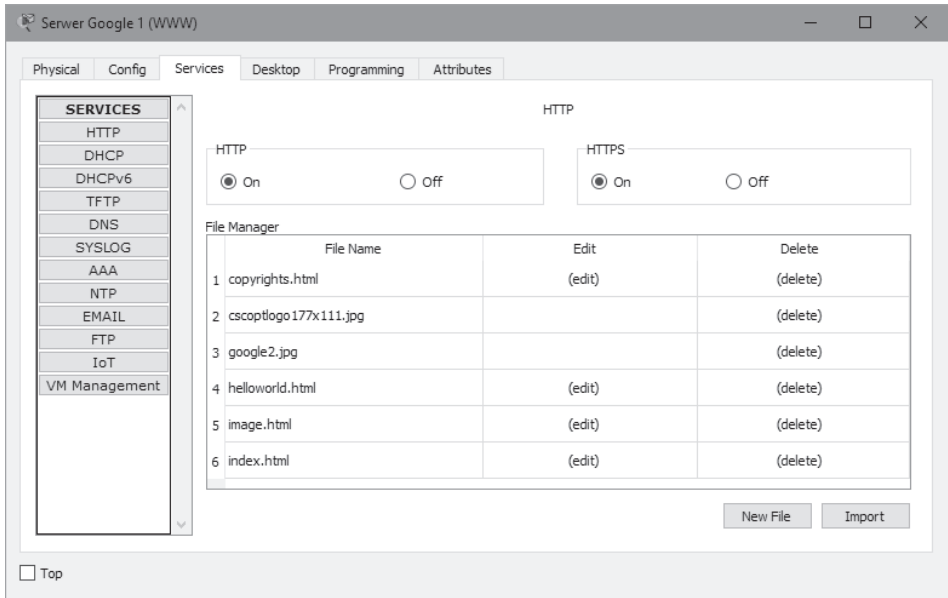 Serwer Google 1 (WWW)
Physical Config Services Desktop Programming Attributes
SERVICES
HTTP
DHCP
DHCPv6
TFTP
DNS
SYSLOG
AAA
NTP
EMAIL
FTP
IoT
VM Management
HTTP
HTTP
On Off
HTTPS
On Off
File Manager
File Name Edit Delete
1 copyrights.html (edit) (delete)
2 cscoptlogo177x111.jpg (delete)
3 google2.jpg (delete)
4 helloworld.html (edit) (delete)
5 image.html (edit) (delete)
6 index.html (edit) (delete)
New File Import
Top